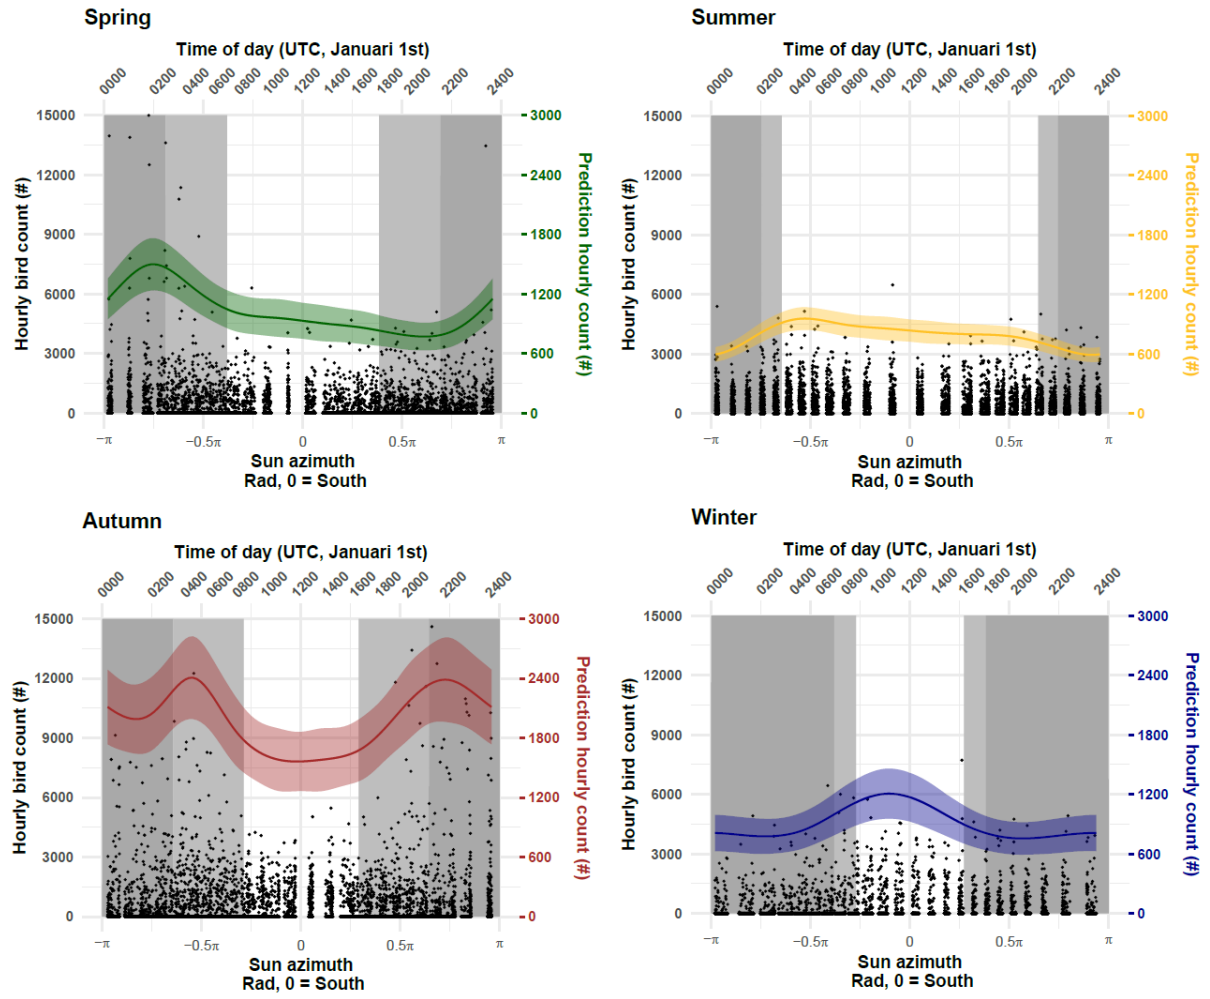 Spring
Time of day (UTC, Januari 1st)
0000 0200 0400 0600 0800 1000 1200 1400 1600 1800 2000 2200 2400
15000
12000
9000
6000
3000
0
Hourly bird count (#)
3000
2400
1800
1200
600
0
Prediction hourly count (#)
−π −0.5π 0 0.5π π
Sun azimuth
Rad, 0 = South
Summer
Time of day (UTC, Januari 1st)
0000 0200 0400 0600 0800 1000 1200 1400 1600 1800 2000 2200 2400
15000
12000
9000
6000
3000
0
Hourly bird count (#)
3000
2400
1800
1200
600
0
Prediction hourly count (#)
−π −0.5π 0 0.5π π
Sun azimuth
Rad, 0 = South
Autumn
Time of day (UTC, Januari 1st)
0000 0200 0400 0600 0800 1000 1200 1400 1600 1800 2000 2200 2400
15000
12000
9000
6000
3000
0
Hourly bird count (#)
3000
2400
1800
1200
600
0
Prediction hourly count (#)
−π −0.5π 0 0.5π π
Sun azimuth
Rad, 0 = South
Winter
Time of day (UTC, Januari 1st)
0000 0200 0400 0600 0800 1000 1200 1400 1600 1800 2000 2200 2400
15000
12000
9000
6000
3000
0
Hourly bird count (#)
3000
2400
1800
1200
600
0
Prediction hourly count (#)
−π −0.5π 0 0.5π π
Sun azimuth
Rad, 0 = South